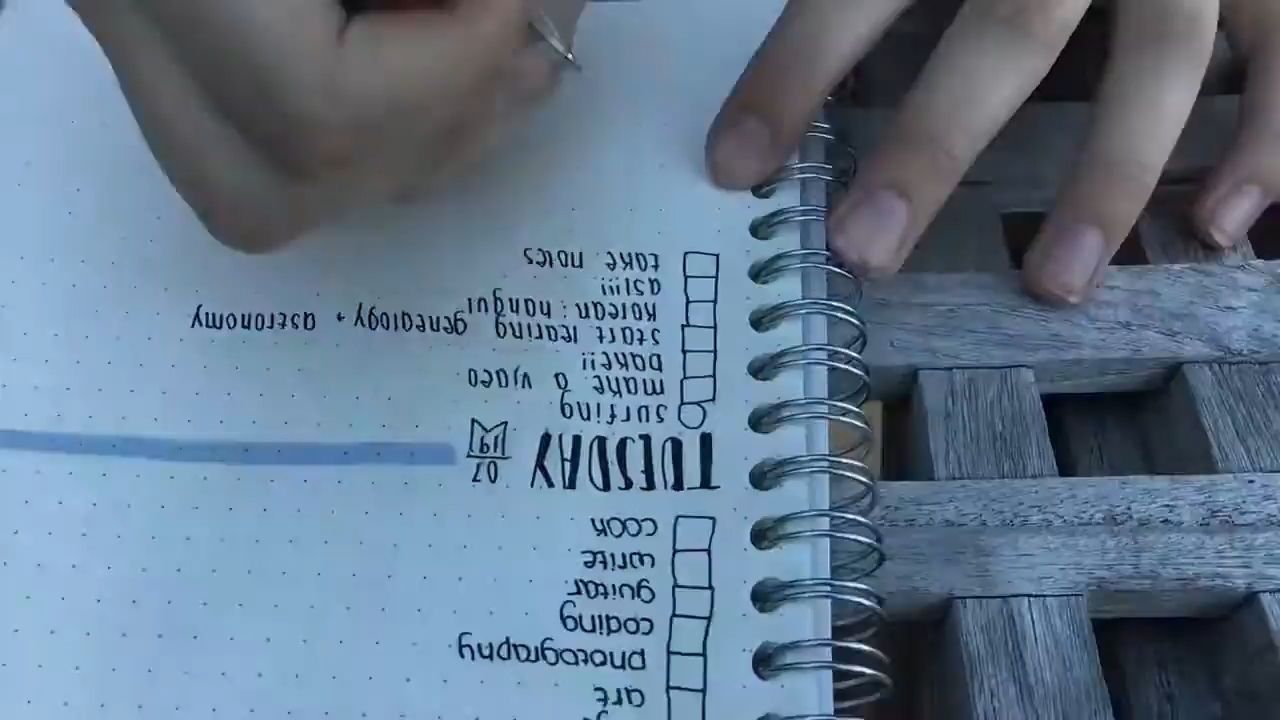 art
photography
coding
guitar
write
cook
TUESDAY 07/19
surfing
make a video
bake!!
start learing genealogy + astronomy
korean: hangul
asl!!!
take notes